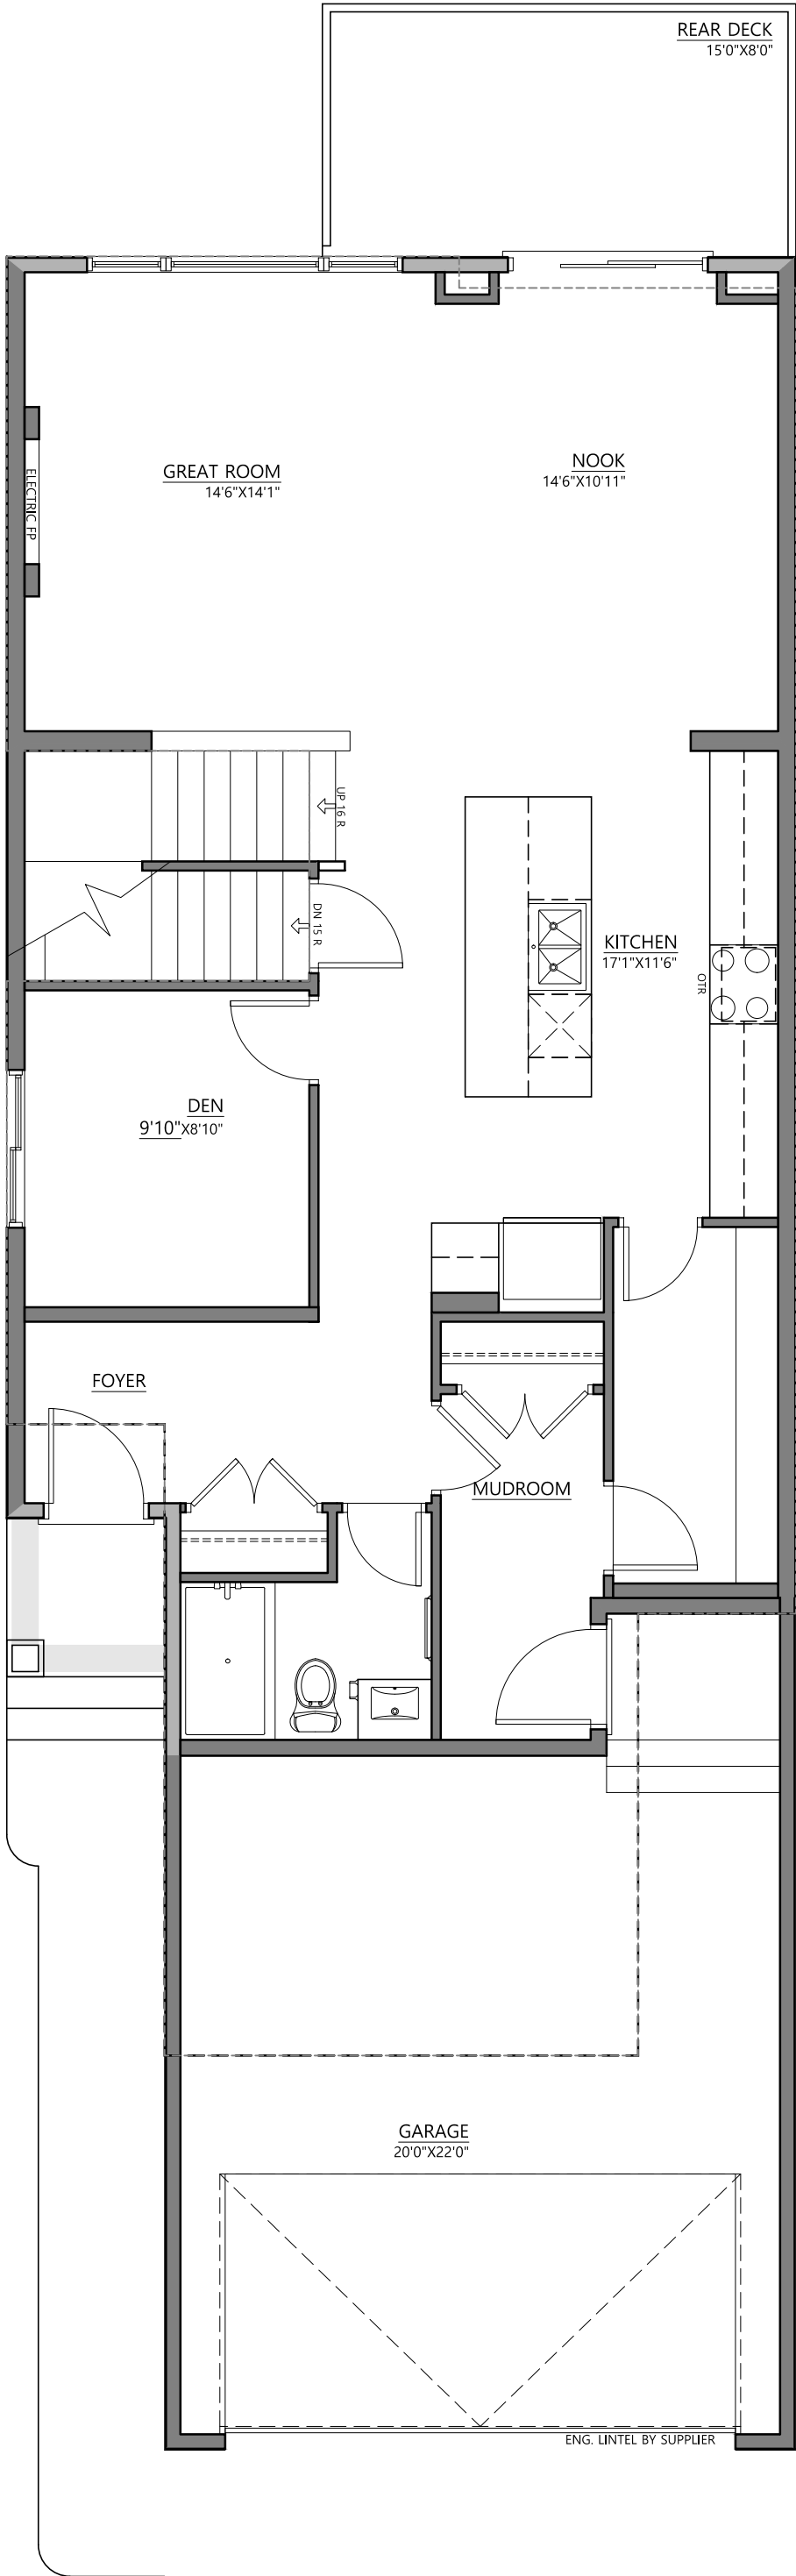 REAR DECK
15'0"X8'0"
GREAT ROOM
14'6"X14'1"
NOOK
14'6"X10'11"
ELECTRIC FP
UP 16 R
DN 15 R
KITCHEN
17'1"X11'6"
OTR
DEN
9'10"X8'10"
FOYER
MUDROOM
GARAGE
20'0"X22'0"
ENG. LINTEL BY SUPPLIER